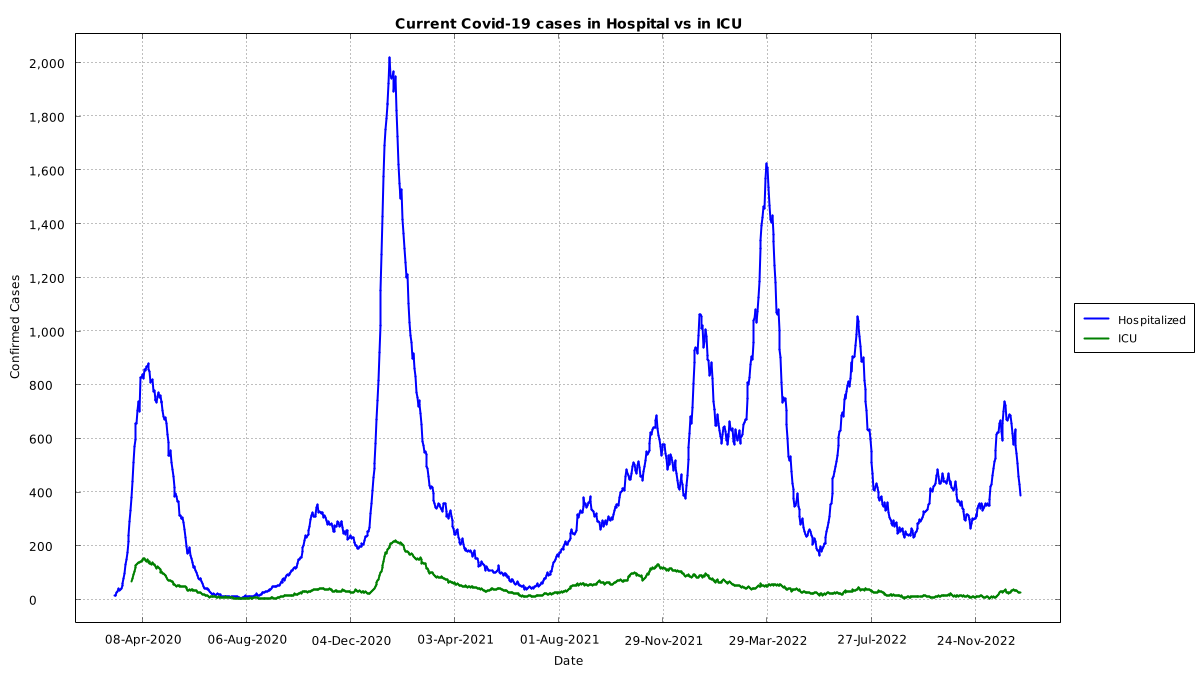 Current Covid-19 cases in Hospital vs in ICU
Confirmed Cases
2,000
1,800
1,600
1,400
1,200
1,000
800
600
400
200
0
08-Apr-2020
06-Aug-2020
04-Dec-2020
03-Apr-2021
01-Aug-2021
29-Nov-2021
29-Mar-2022
27-Jul-2022
24-Nov-2022
Date
Hospitalized
ICU